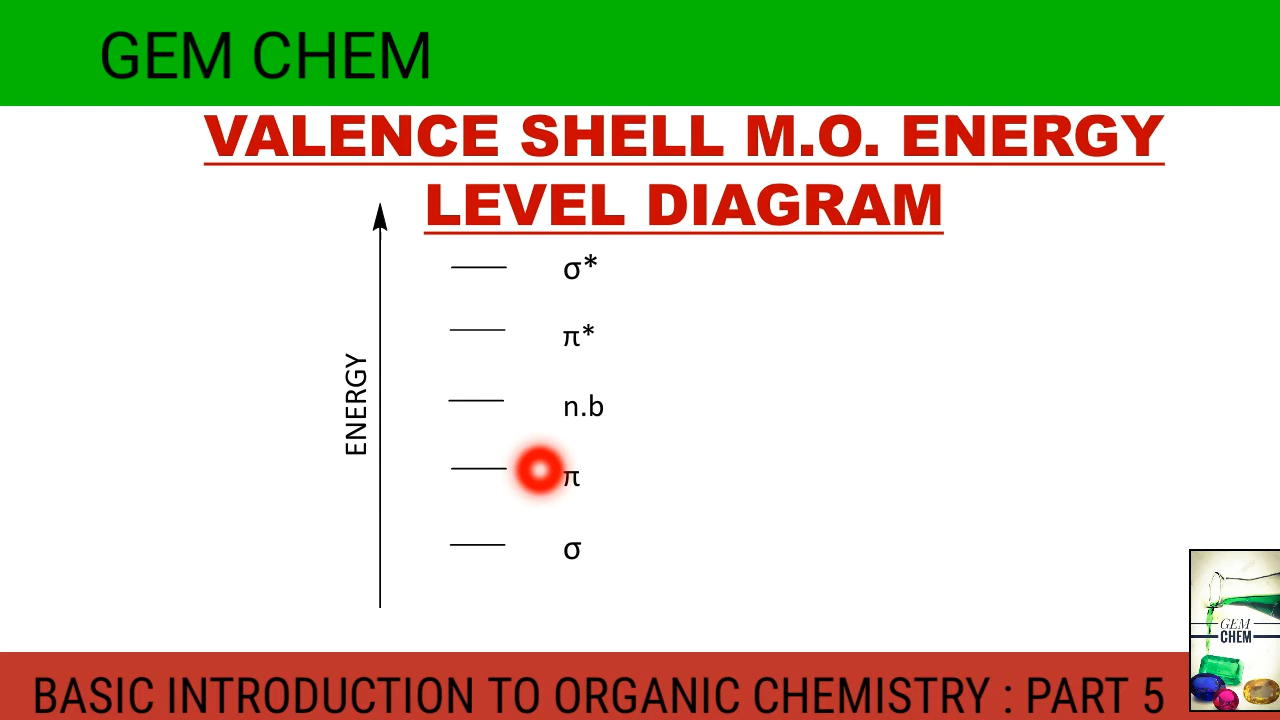 GEM CHEM
VALENCE SHELL M.O. ENERGY
LEVEL DIAGRAM
σ*
π*
n.b
ENERGY
π
σ
GEM
CHEM
BASIC INTRODUCTION TO ORGANIC CHEMISTRY : PART 5